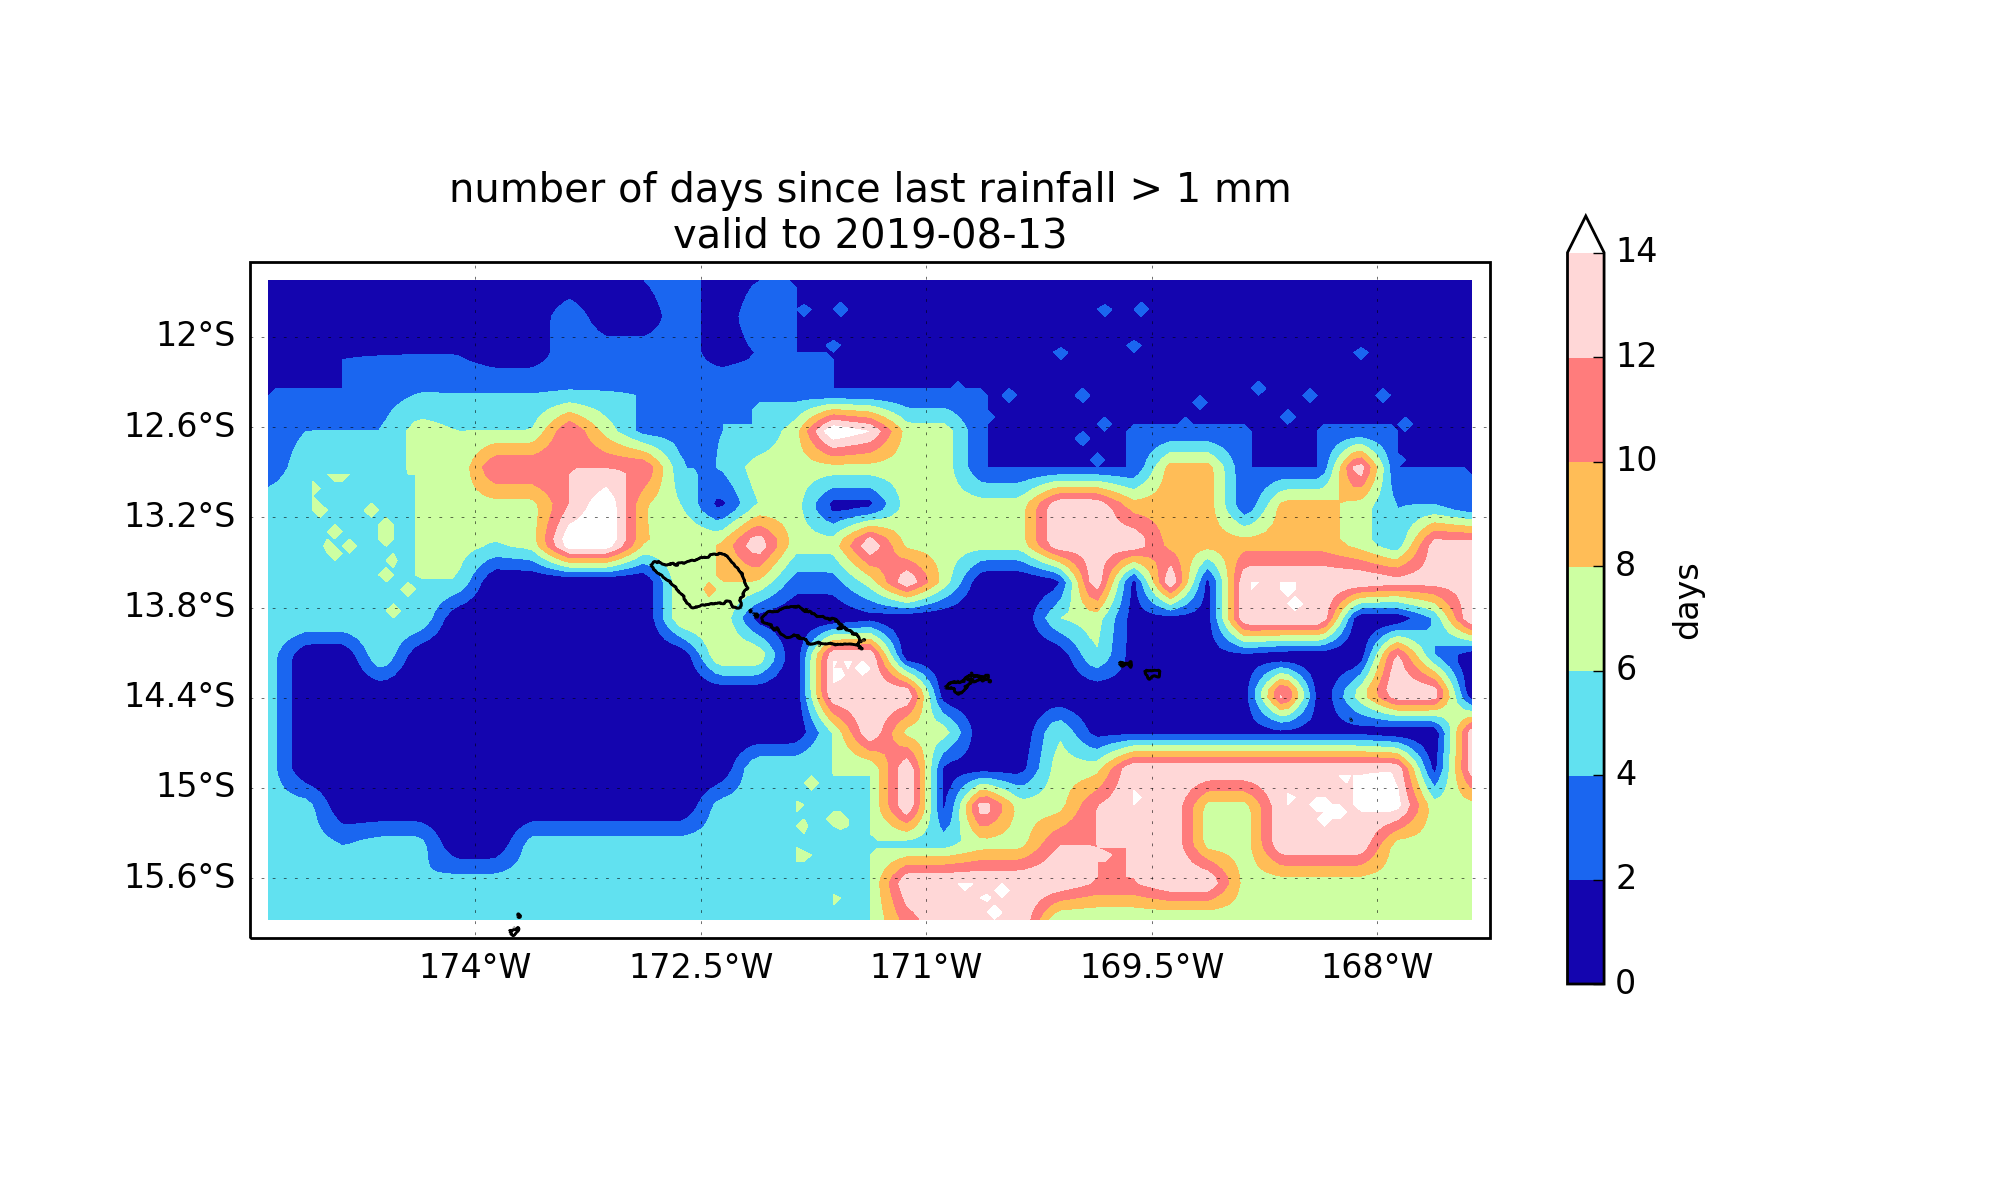 number of days since last rainfall > 1 mm
valid to 2019-08-13
12°S
12.6°S
13.2°S
13.8°S
14.4°S
15°S
15.6°S
174°W 172.5°W 171°W 169.5°W 168°W
14
12
10
8
6
4
2
0
days